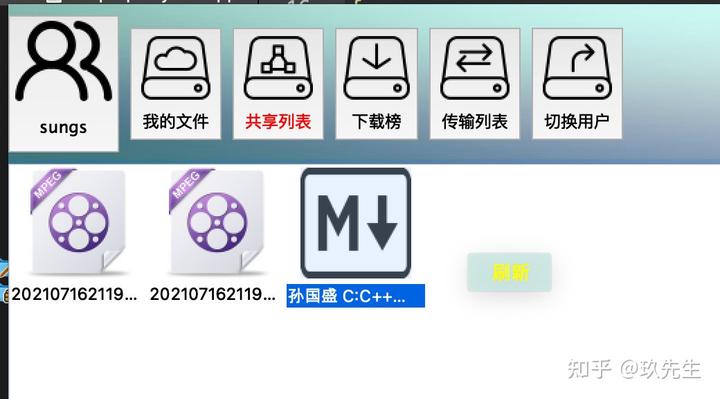 sungs
我的文件
共享列表
下载榜
传输列表
切换用户
MPEG
MPEG
202107162119...
202107162119...
M
孙国盛 C:C++...
刷新
知乎 @玖先生